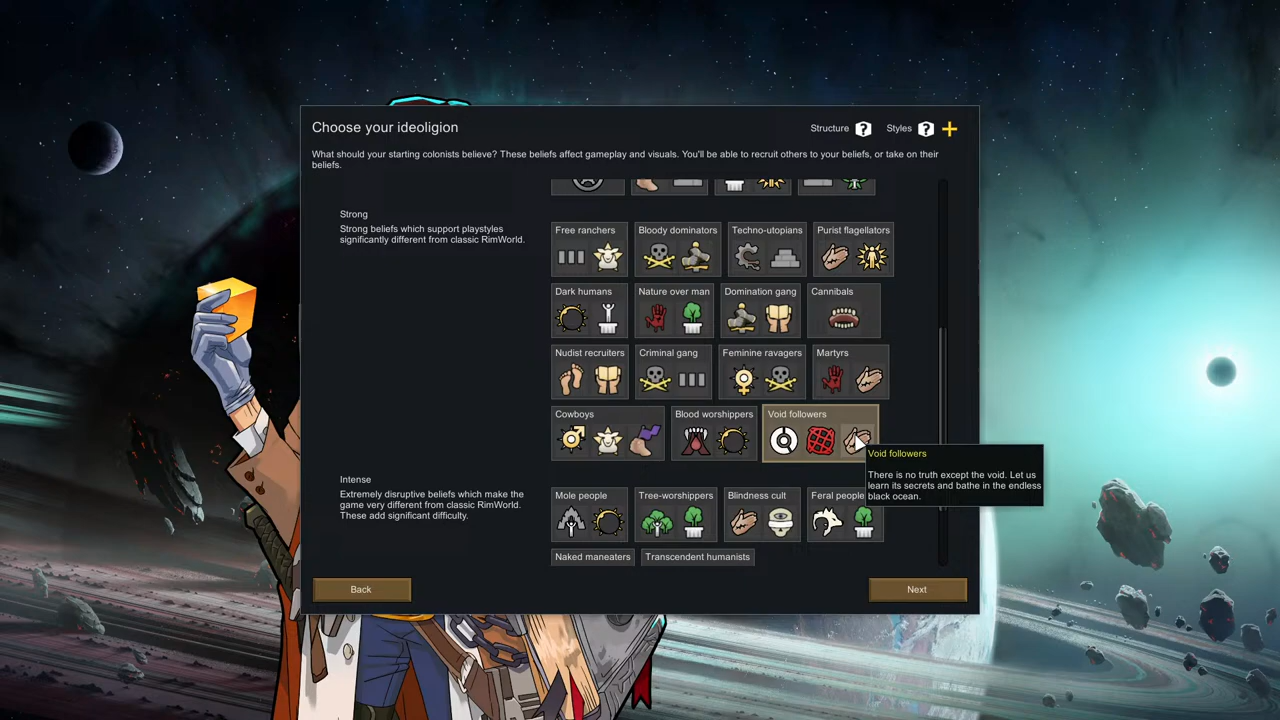 Choose your ideoligion
Structure ?
Styles ? +
What should your starting colonists believe? These beliefs affect gameplay and visuals. You'll be able to recruit others to your beliefs, or take on their
beliefs.
Strong
Strong beliefs which support playstyles
significantly different from classic RimWorld.
Free ranchers
Bloody dominators
Techno-utopians
Purist flagellators
Dark humans
Nature over man
Domination gang
Cannibals
Nudist recruiters
Criminal gang
Feminine ravagers
Martyrs
Cowboys
Blood worshippers
Void followers
Void followers
There is no truth except the void. Let us
learn its secrets and bathe in the endless
black ocean.
Intense
Extremely disruptive beliefs which make the
game very different from classic RimWorld.
These add significant difficulty.
Mole people
Tree-worshippers
Blindness cult
Feral people
Naked maneaters
Transcendent humanists
Back
Next